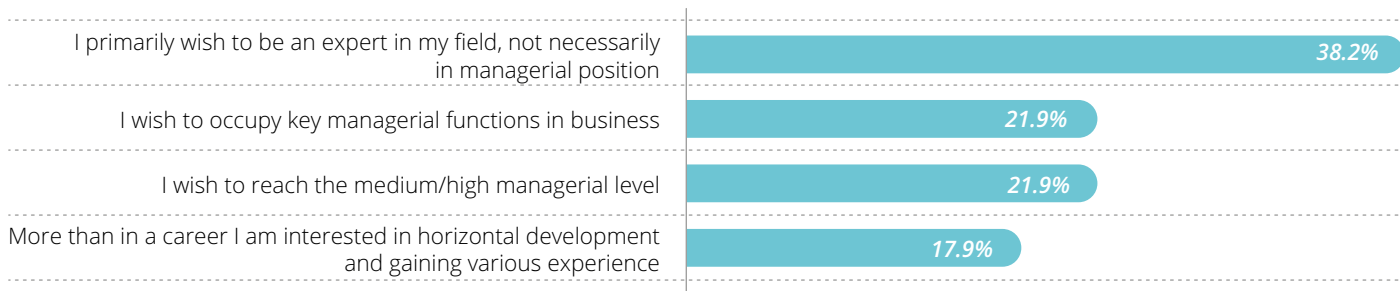 I primarily wish to be an expert in my field, not necessarily
in managerial position
38.2%
I wish to occupy key managerial functions in business
21.9%
I wish to reach the medium/high managerial level
21.9%
More than in a career I am interested in horizontal development
and gaining various experience
17.9%